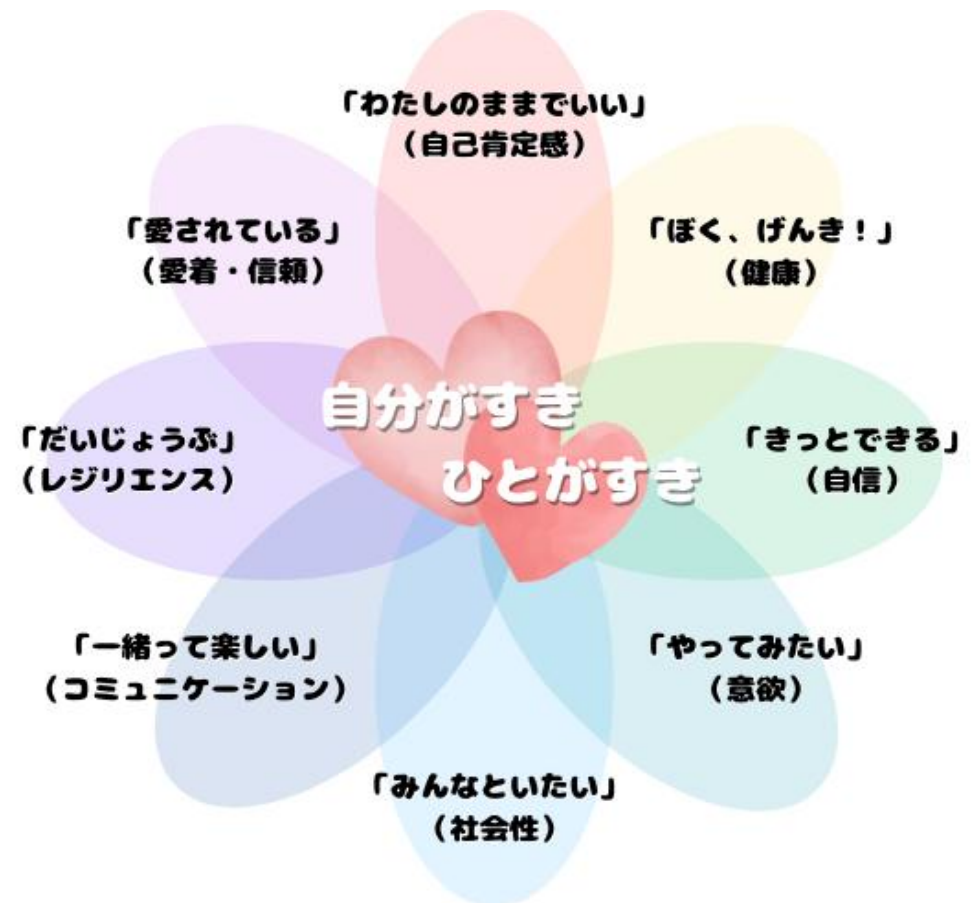 「わたしのままでいい」
(自己肯定感)
「愛されている」
(愛着・信頼)
「ぼく、げんき!」
(健康)
自分がすき
ひとがすき
「だいじょうぶ」
(レジリエンス)
「きっとできる」
(自信)
「一緒って楽しい」
(コミュニケーション)
「やってみたい」
(意欲)
「みんなといたい」
(社会性)